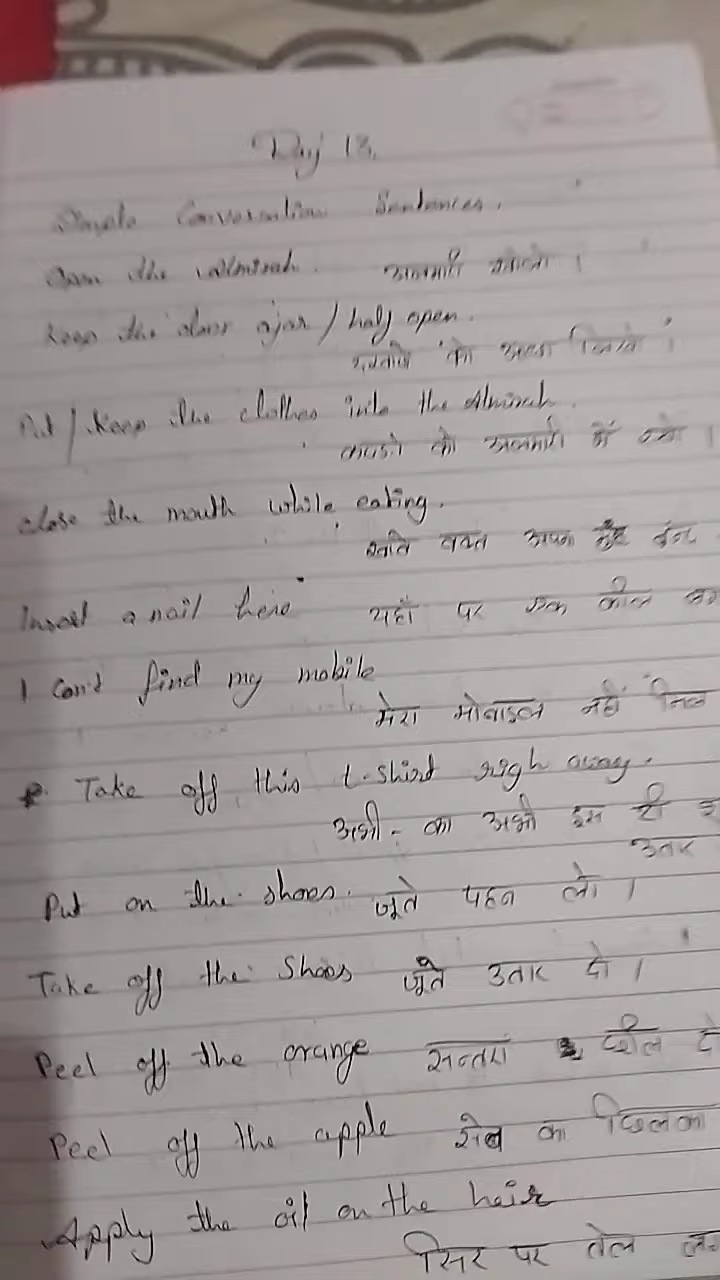 Day 13.
Simple Conversation Sentences.
Open the Almirah. अलमारी खोलो ।
Keep the door ajar / half open.
दरवाजे को
Put / Keep the clothes into the Almirah.
कपडो को अलमारी में रखो ।
close the mouth while eating.
खाते वक्त अपना मुँह बंन्द
Insert a nail here यहाँ पर एक कील
I can't find my mobile
मेरा मोबाइल नहीं मिल
Take off this t-shirt righ away.
अभी - का अभी इस टी
उतार
Put on the shoes. जूते पहन लो ।
Take off the shoes जूते उतार दो ।
Peel off the orange सन्तरा छील दो
Peel off the apple सेब का छिलका
Apply the oil on the heir
सिर पर तेल